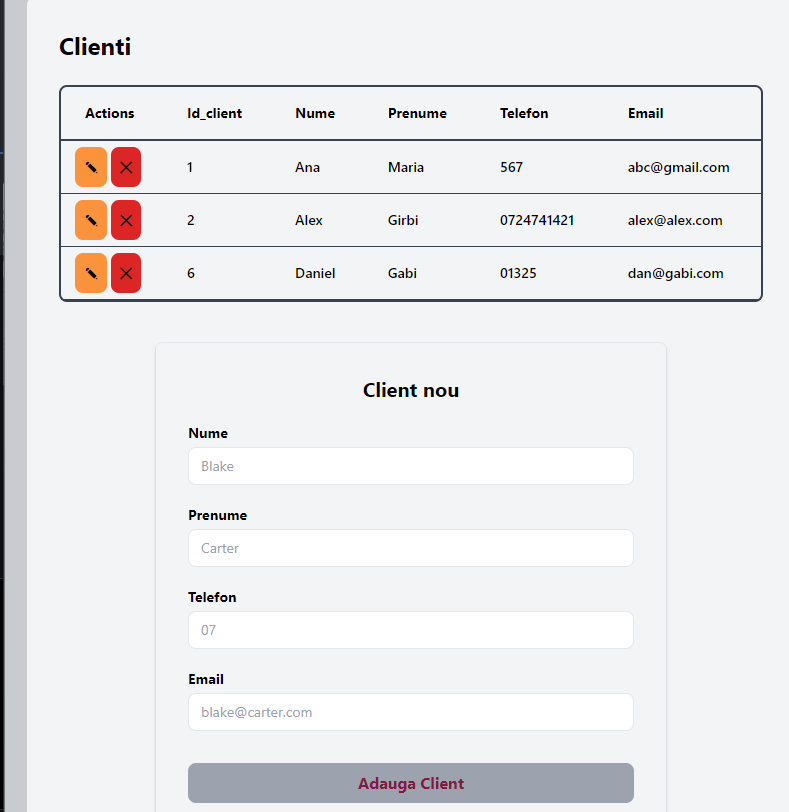 Clienti
Actions Id_client Nume Prenume Telefon Email
1 Ana Maria 567 abc@gmail.com
2 Alex Girbi 0724741421 alex@alex.com
6 Daniel Gabi 01325 dan@gabi.com
Client nou
Nume
Blake
Prenume
Carter
Telefon
07
Email
blake@carter.com
Adauga Client